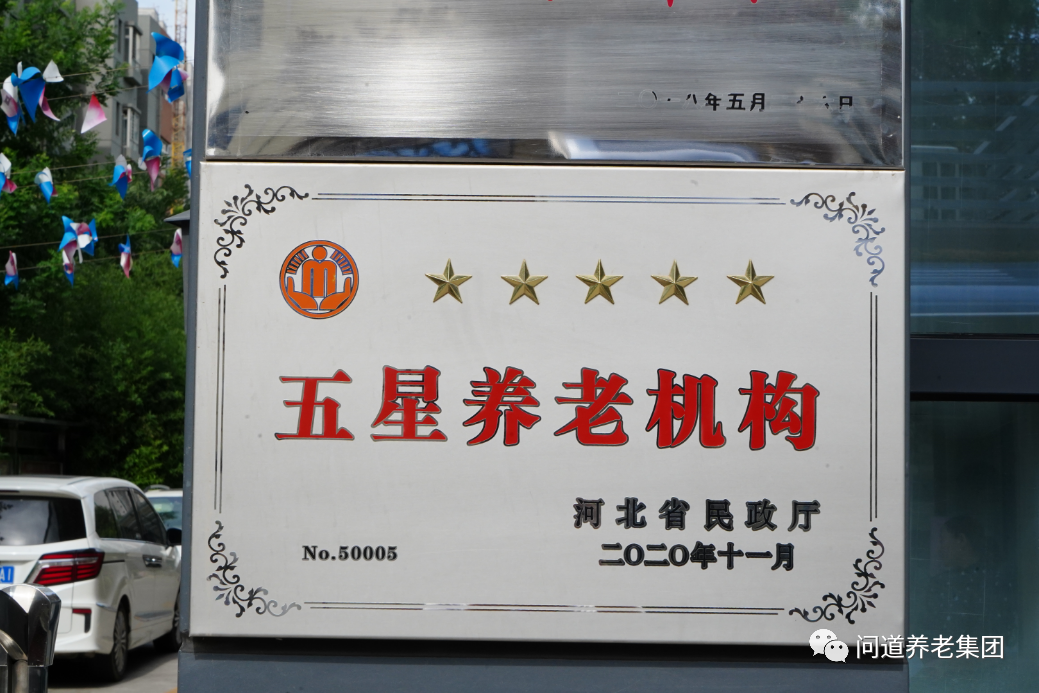 年五月
五星养老机构
河北省民政厅
No.50005
二〇二〇年十一月
问道养老集团